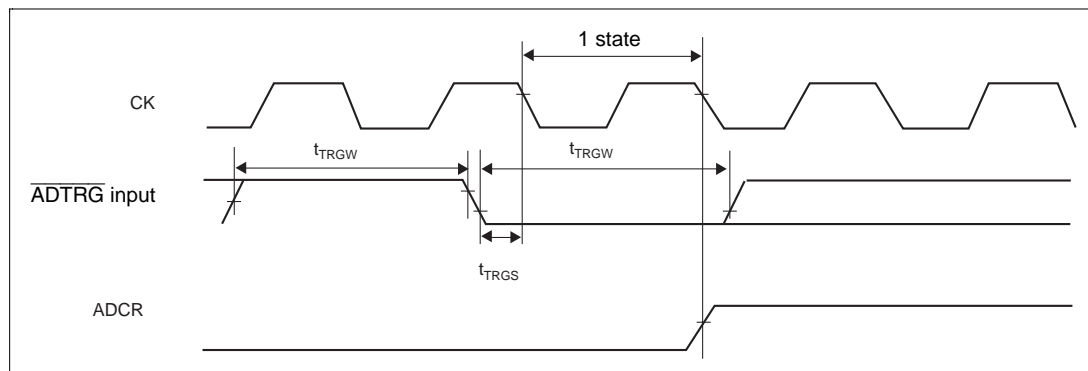 1 state
CK
tTRGW tTRGW
ADTRG input
tTRGS
ADCR